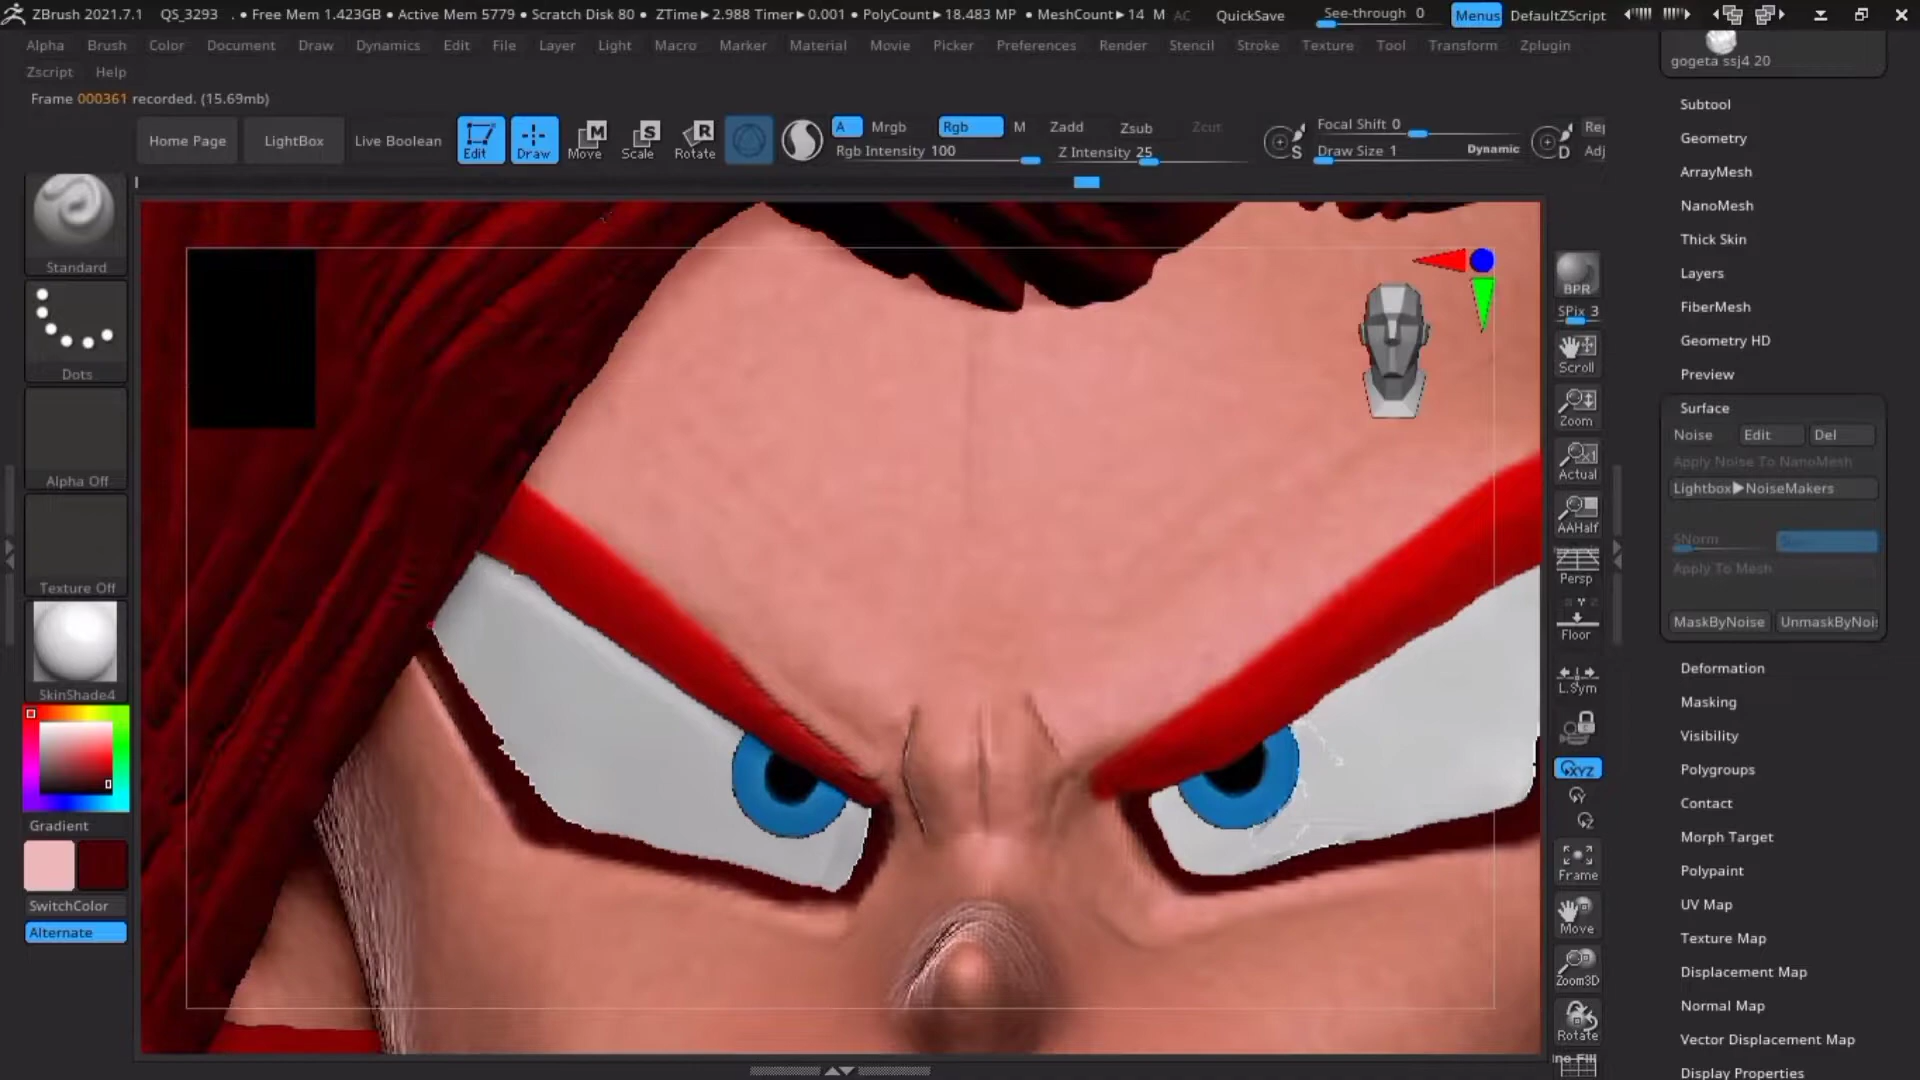 ZBrush 2021.7.1 QS_3293 . • Free Mem 1.423GB • Active Mem 5779 • Scratch Disk 80 • ZTime▶2.988 Timer▶0.001 • PolyCount▶18.483 MP • MeshCount▶14 M AC QuickSave See-through 0 Menus DefaultZScript
Alpha Brush Color Document Draw Dynamics Edit File Layer Light Macro Marker Material Movie Picker Preferences Render Stencil Stroke Texture Tool Transform Zplugin
Zscript Help
Frame 000361 recorded. (15.69mb)
Home Page LightBox Live Boolean Edit Draw Move Scale Rotate
M S R
A Mrgb Rgb M Zadd Zsub Zcut
Rgb Intensity 100 Z Intensity 25
S Focal Shift 0
Draw Size 1 Dynamic D
Standard
Dots
Alpha Off
Texture Off
SkinShade4
Gradient
SwitchColor
Alternate
BPR
SPix 3
Scroll
Zoom
Actual
AAHalf
Persp
Floor
L.Sym
XYZ
Y
Z
Frame
Move
Zoom3D
Rotate
gogeta ssj4 20
Subtool
Geometry
ArrayMesh
NanoMesh
Thick Skin
Layers
FiberMesh
Geometry HD
Preview
Surface
Noise Edit Del
Apply Noise To NanoMesh
Lightbox▶NoiseMakers
SNorm
Apply To Mesh
MaskByNoise UnmaskByNoi
Deformation
Masking
Visibility
Polygroups
Contact
Morph Target
Polypaint
UV Map
Texture Map
Displacement Map
Normal Map
Vector Displacement Map
Display Properties